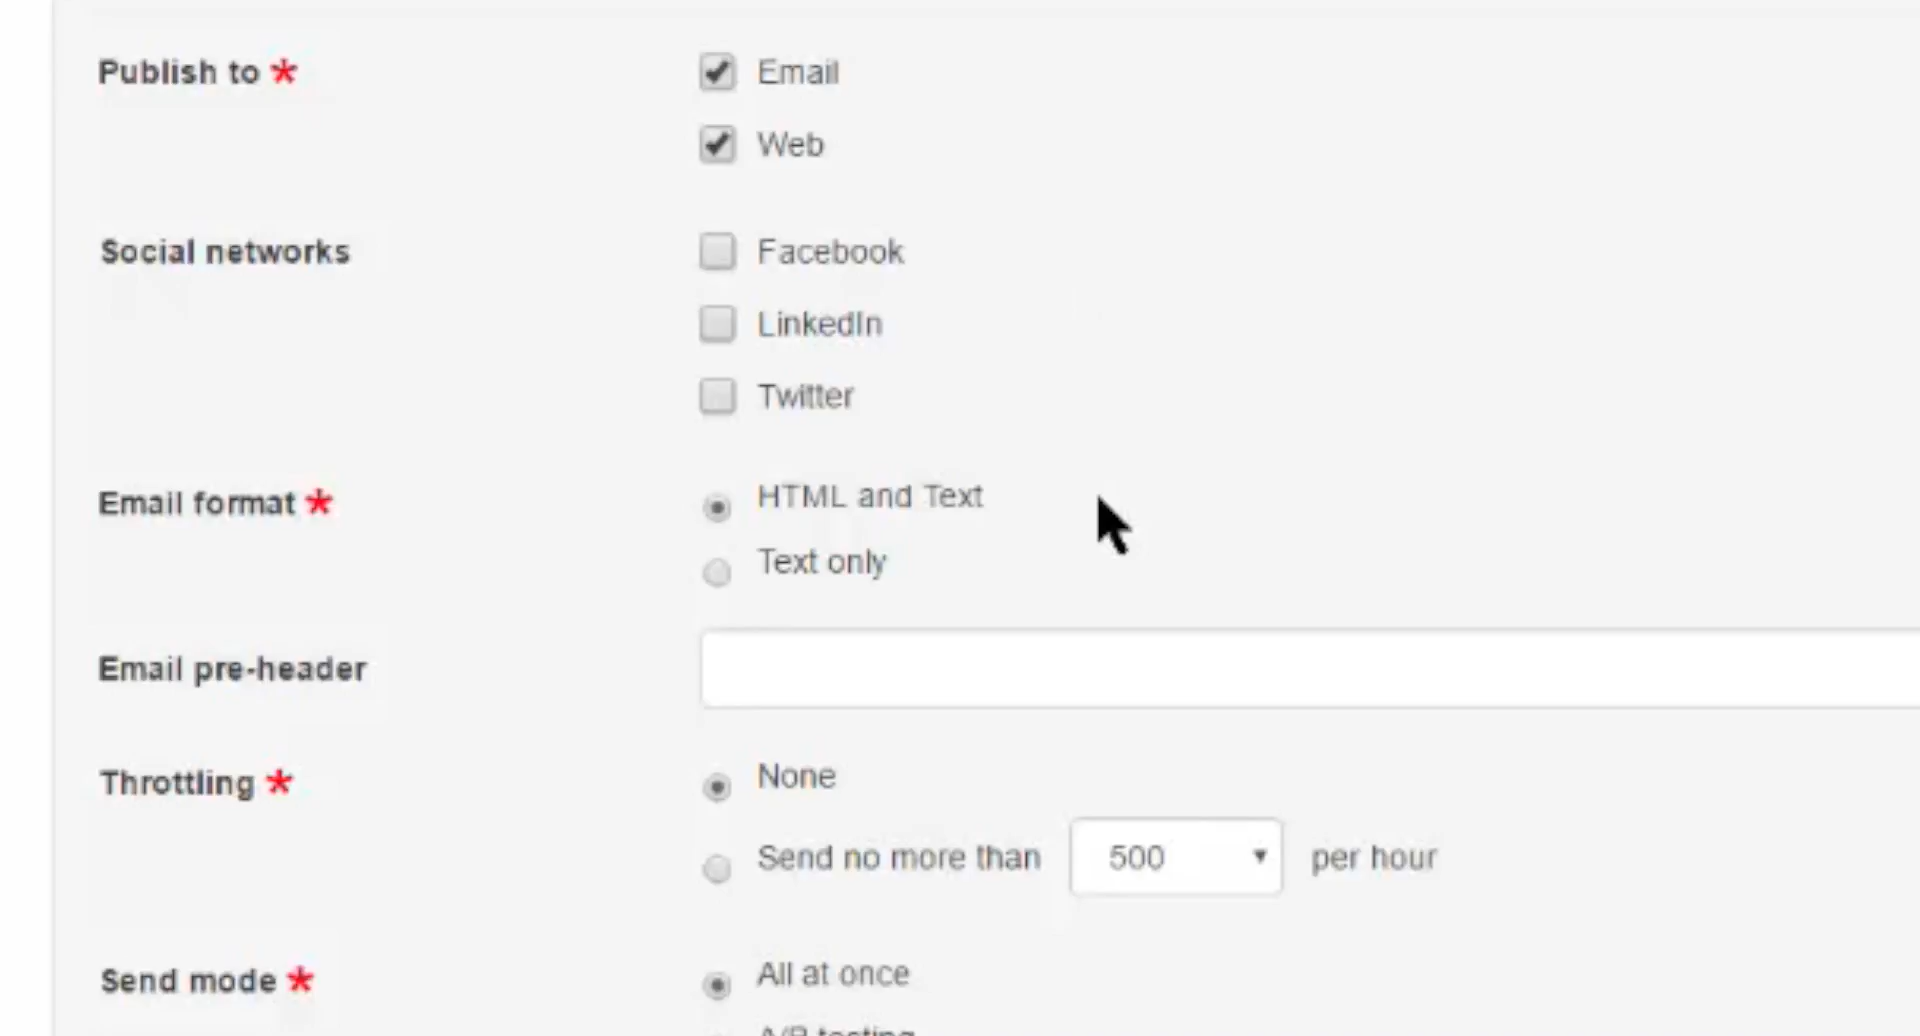 Publish to * Email
Web
Social networks Facebook
LinkedIn
Twitter
Email format * HTML and Text
Text only
Email pre-header
Throttling * None
Send no more than 500 per hour
Send mode * All at once
A/B testing